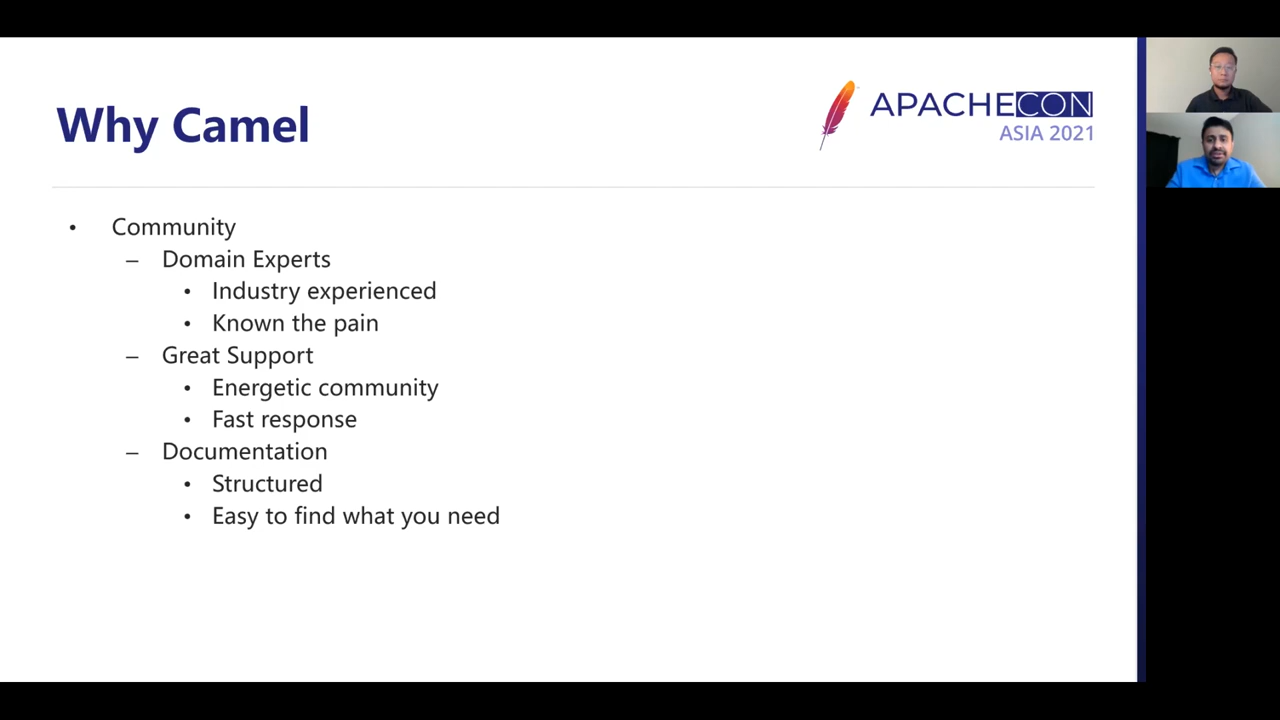 Why Camel
APACHECON
ASIA 2021
• Community
– Domain Experts
• Industry experienced
• Known the pain
– Great Support
• Energetic community
• Fast response
– Documentation
• Structured
• Easy to find what you need